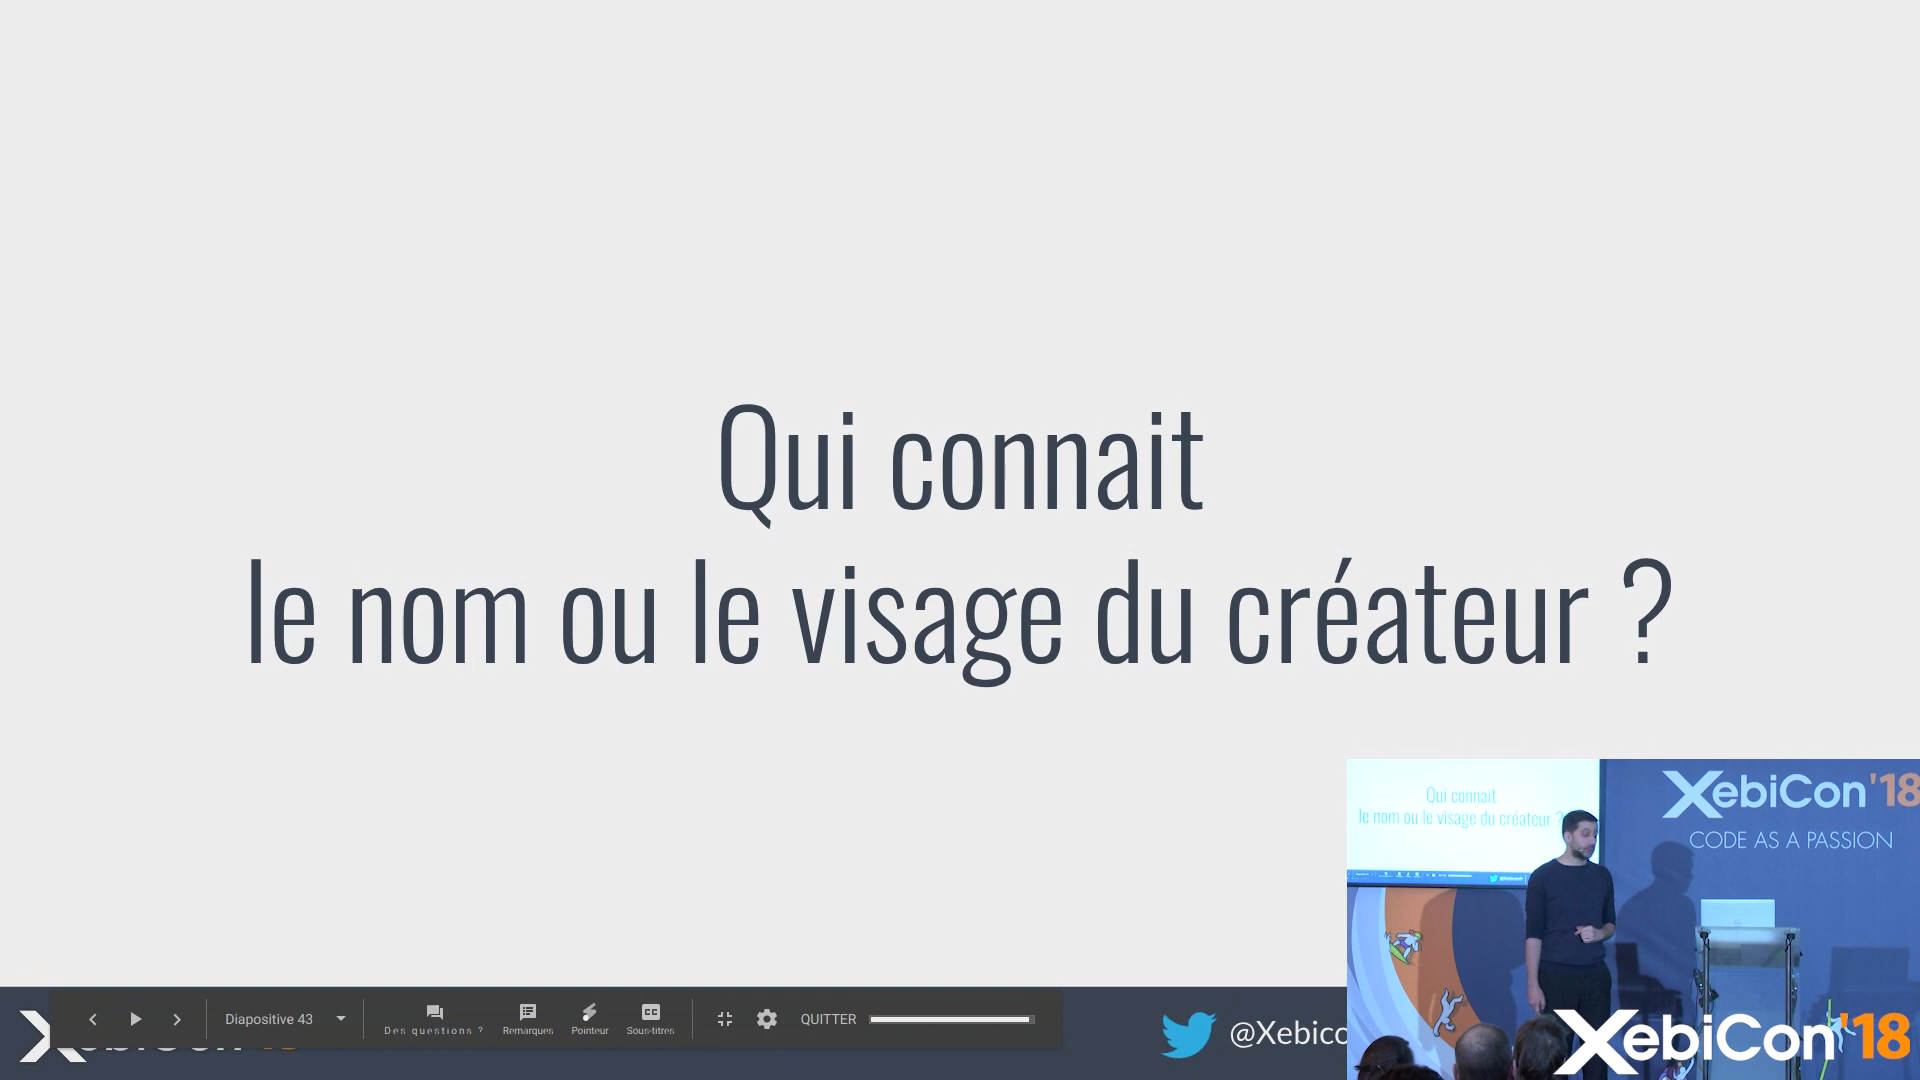 Qui connait
le nom ou le visage du créateur ?
Diapositive 43
Des questions ?
Remarques
Pointeur
Sous-titres
QUITTER
@Xebico
Qui connait
le nom ou le visage du créateur ?
XebiCon'18
CODE AS A PASSION
XebiCon'18